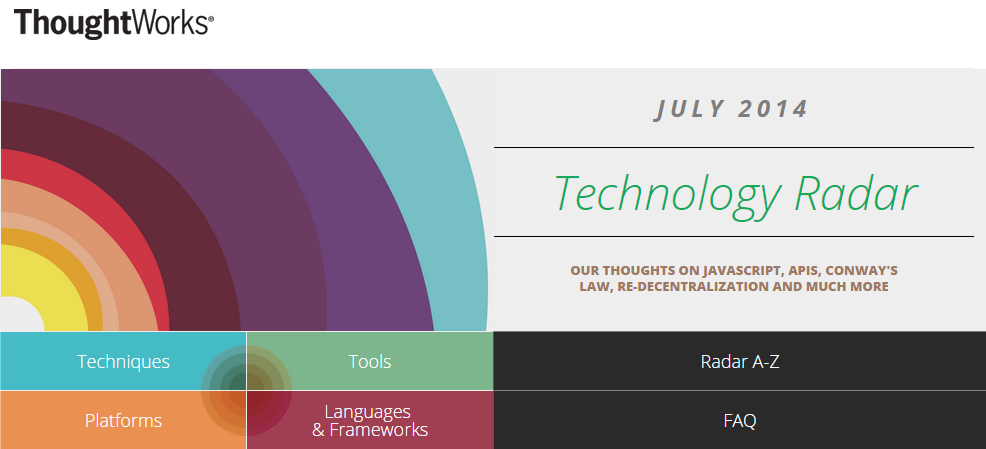 ThoughtWorks®
JULY 2014
Technology Radar
OUR THOUGHTS ON JAVASCRIPT, APIS, CONWAY'S
LAW, RE-DECENTRALIZATION AND MUCH MORE
Techniques
Tools
Radar A-Z
Platforms
Languages
& Frameworks
FAQ